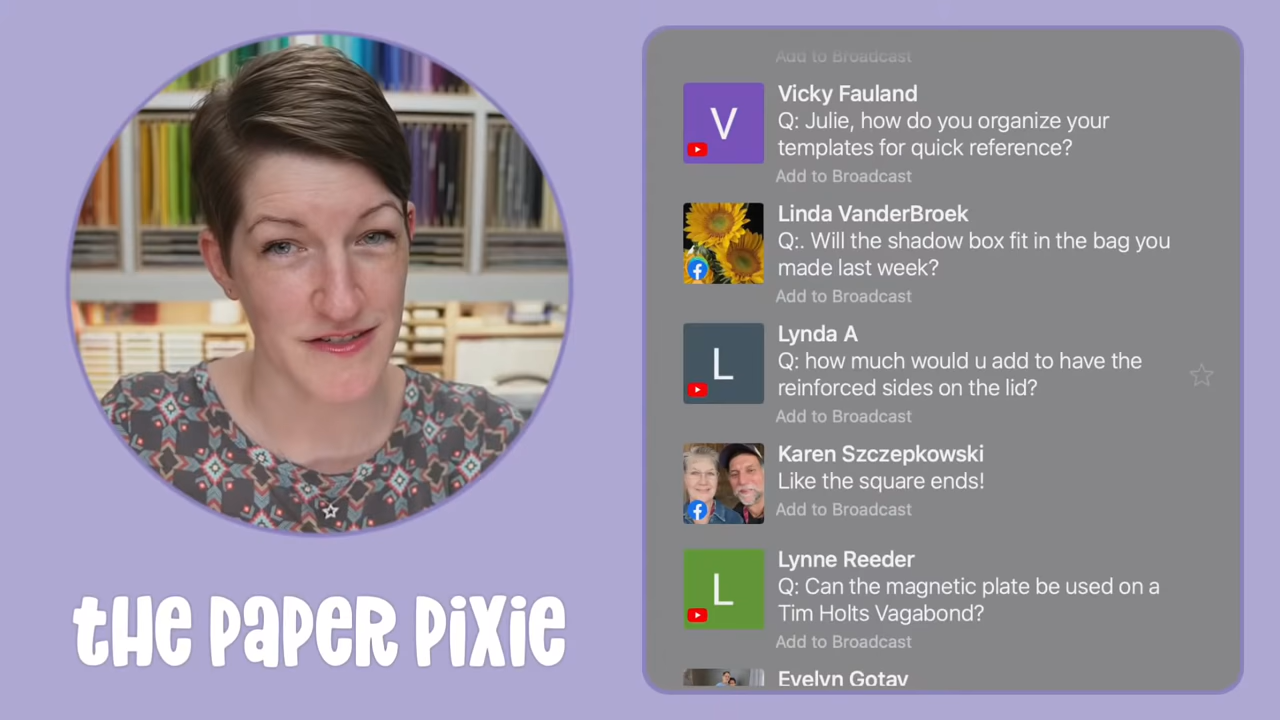 Add to Broadcast
V
Vicky Fauland
Q: Julie, how do you organize your
templates for quick reference?
Add to Broadcast
Linda VanderBroek
Q:. Will the shadow box fit in the bag you
made last week?
Add to Broadcast
L
Lynda A
Q: how much would u add to have the
reinforced sides on the lid?
Add to Broadcast
Karen Szczepkowski
Like the square ends!
Add to Broadcast
L
Lynne Reeder
Q: Can the magnetic plate be used on a
Tim Holts Vagabond?
Add to Broadcast
Evelyn Gotay
the paper pixie